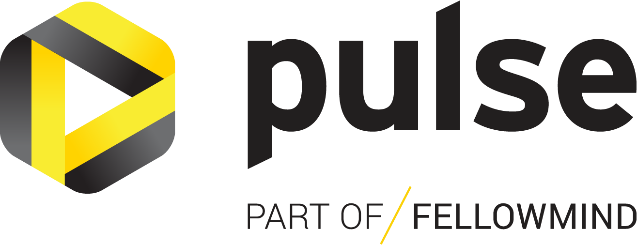 pulse
PART OF / FELLOWMIND